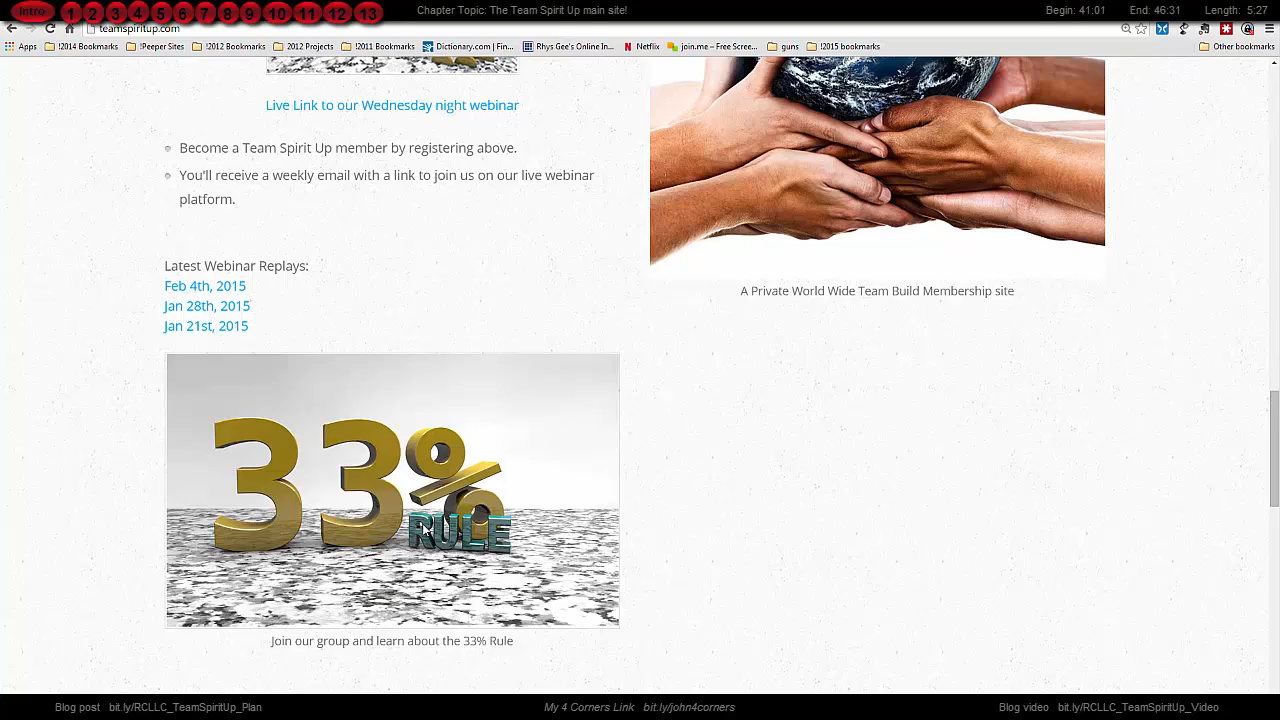 Intro 1 2 3 4 5 6 7 8 9 10 11 12 13 Chapter Topic: The Team Spirit Up main site! Begin: 41:01 End: 46:31 Length: 5:27
teamspiritup.com
Apps !2014 Bookmarks !Peeper Sites !2012 Bookmarks 2012 Projects !2011 Bookmarks Dictionary.com | Fin... Rhys Gee's Online In... Netflix join.me – Free Scree... guns !2015 bookmarks Other bookmarks
Live Link to our Wednesday night webinar
Become a Team Spirit Up member by registering above.
You'll receive a weekly email with a link to join us on our live webinar
platform.
A Private World Wide Team Build Membership site
Latest Webinar Replays:
Feb 4th, 2015
Jan 28th, 2015
Jan 21st, 2015
33%
RULE
Join our group and learn about the 33% Rule
Blog post bit.ly/RCLLC_TeamSpiritUp_Plan My 4 Corners Link bit.ly/john4corners Blog video bit.ly/RCLLC_TeamSpiritUp_Video